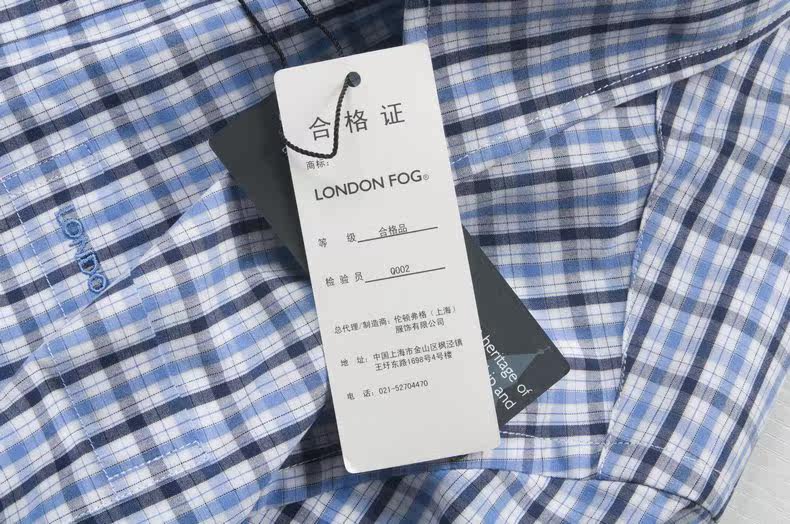 合格证
商标:
LONDON FOG®
等 级 合格品
检验员 Q002
总代理/制造商: 伦顿弗格(上海)
服饰有限公司
地 址: 中国上海市金山区枫泾镇
王圩东路1698号4号楼
电 话: 021-52704470
LONDO
heritage of
and